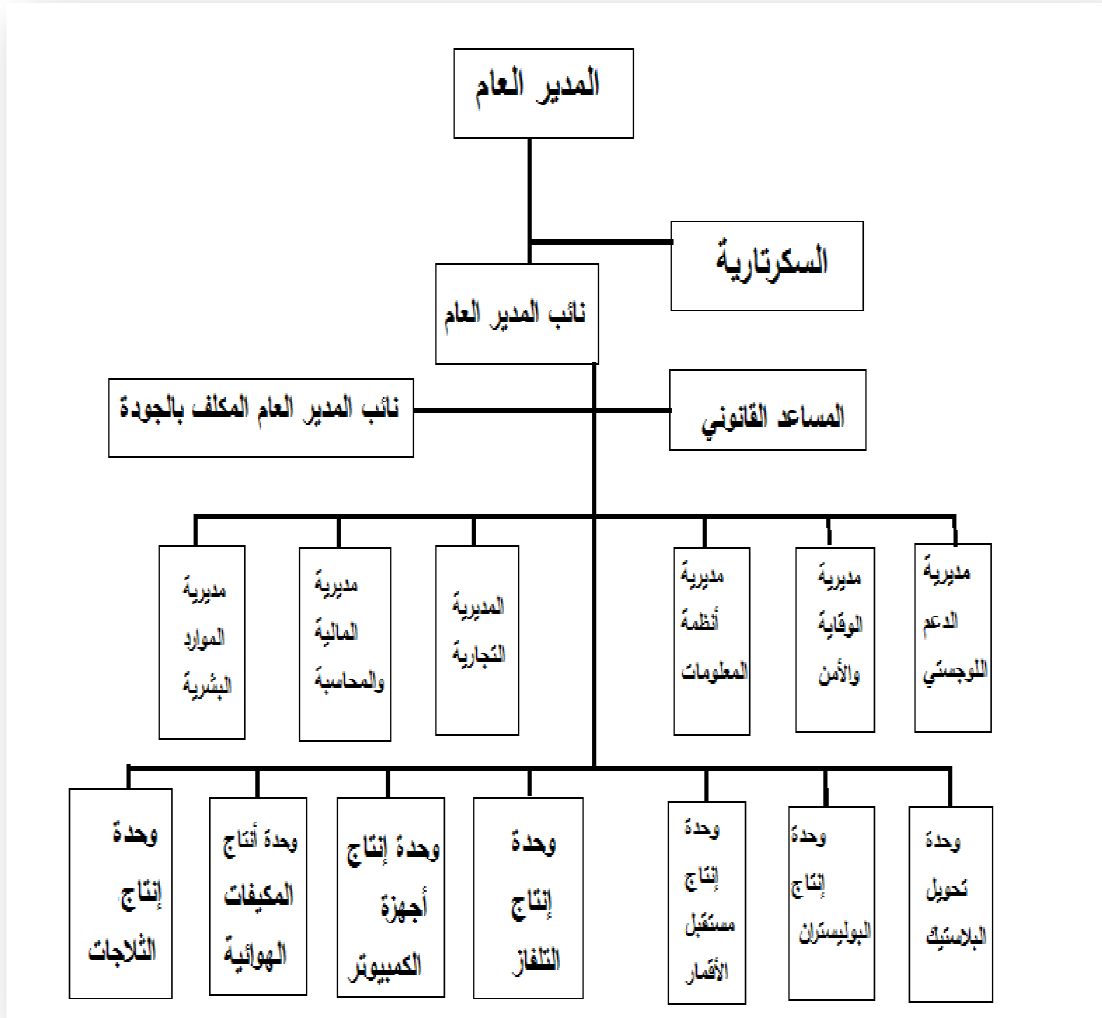 المدير العام
السكرتارية
نائب المدير العام
المساعد القانوني
نائب المدير العام المكلف بالجودة
مديرية
الدعم
اللوجستي
مديرية
الوقاية
والأمن
مديرية
أنظمة
المعلومات
المديرية
التجارية
مديرية
المالية
والمحاسبة
مديرية
الموارد
البشرية
وحدة
تحويل
البلاستيك
وحدة
إنتاج
البوليستران
وحدة
إنتاج
مستقبل
الأقمار
وحدة
إنتاج
التلفاز
وحدة إنتاج
أجهزة
الكمبيوتر
وحدة أنتاج
المكيفات
الهوائية
وحدة
إنتاج
الثلاجات